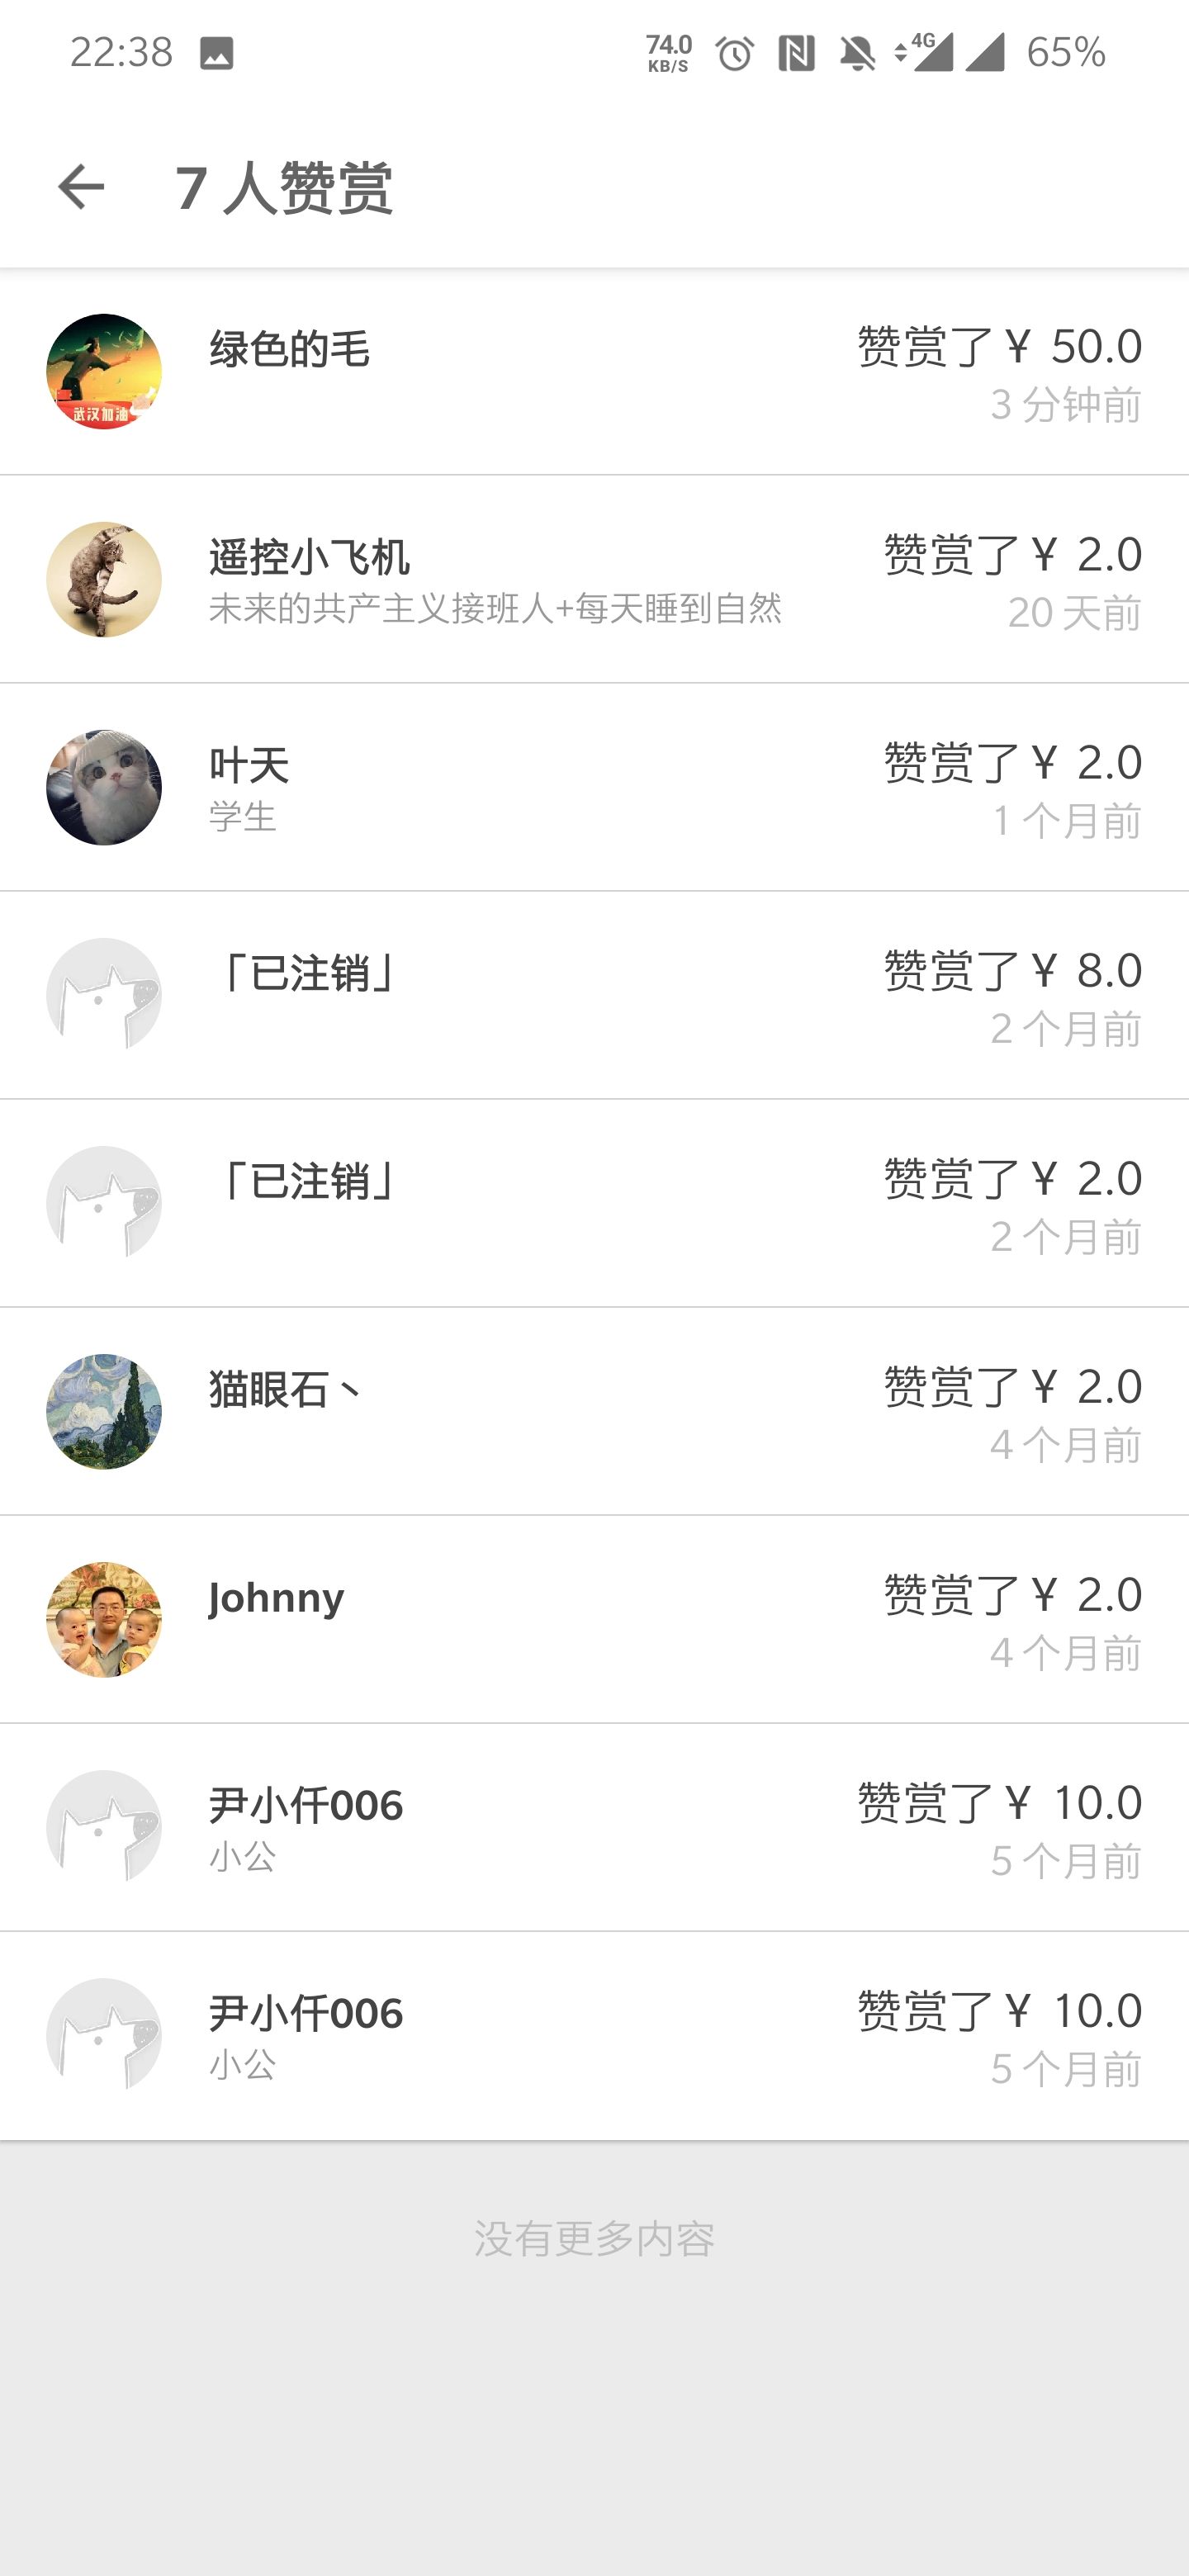 22:38 74.0 KB/S 4G 65%
7 人赞赏
绿色的毛 赞赏了 ¥ 50.0
3 分钟前
武汉加油
遥控小飞机 赞赏了 ¥ 2.0
未来的共产主义接班人+每天睡到自然 20 天前
叶天 赞赏了 ¥ 2.0
学生 1 个月前
「已注销」 赞赏了 ¥ 8.0
2 个月前
「已注销」 赞赏了 ¥ 2.0
2 个月前
猫眼石丶 赞赏了 ¥ 2.0
4 个月前
Johnny 赞赏了 ¥ 2.0
4 个月前
尹小仟006 赞赏了 ¥ 10.0
小公 5 个月前
尹小仟006 赞赏了 ¥ 10.0
小公 5 个月前
没有更多内容